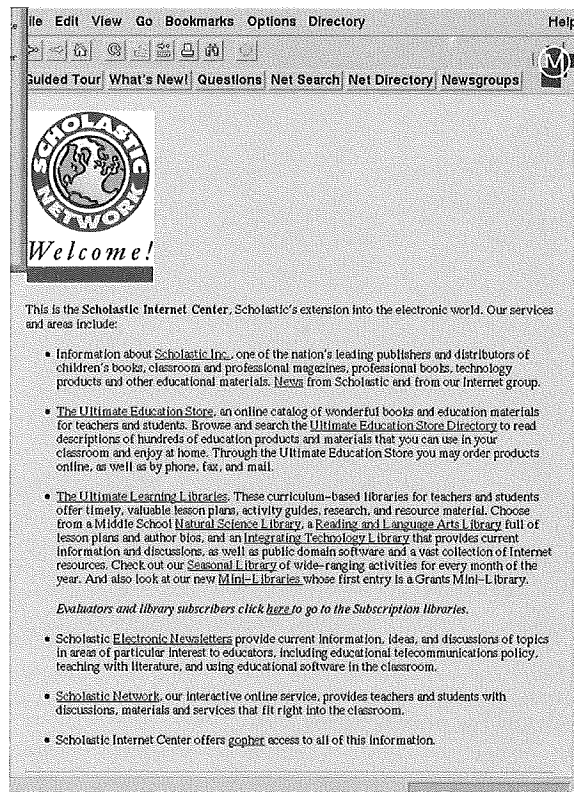 ile Edit View Go Bookmarks Options Directory Help
Guided Tour What's New! Questions Net Search Net Directory Newsgroups
M
SCHOLASTIC
NETWORK
Welcome!
This is the Scholastic Internet Center, Scholastic's extension into the electronic world. Our services
and areas include:
• Information about Scholastic Inc., one of the nation's leading publishers and distributors of
children's books, classroom and professional magazines, professional books, technology
products and other educational materials. News from Scholastic and from our Internet group.
• The Ultimate Education Store, an online catalog of wonderful books and education materials
for teachers and students. Browse and search the Ultimate Education Store Directory to read
descriptions of hundreds of education products and materials that you can use in your
classroom and enjoy at home. Through the Ultimate Education Store you may order products
online, as well as by phone, fax, and mail.
• The Ultimate Learning Libraries. These curriculum-based libraries for teachers and students
offer timely, valuable lesson plans, activity guides, research, and resource material. Choose
from a Middle School Natural Science Library, a Reading and Language Arts Library full of
lesson plans and author bios, and an Integrating Technology Library that provides current
information and discussions, as well as public domain software and a vast collection of Internet
resources. Check out our Seasonal Library of wide-ranging activities for every month of the
year. And also look at our new Mini-Libraries whose first entry is a Grants Mini-Library.
Evaluators and library subscribers click here to go to the Subscription libraries.
• Scholastic Electronic Newsletters provide current information, ideas, and discussions of topics
in areas of particular interest to educators, including educational telecommunications policy,
teaching with literature, and using educational software in the classroom.
• Scholastic Network, our interactive online service, provides teachers and students with
discussions, materials and services that fit right into the classroom.
• Scholastic Internet Center offers gopher access to all of this information.